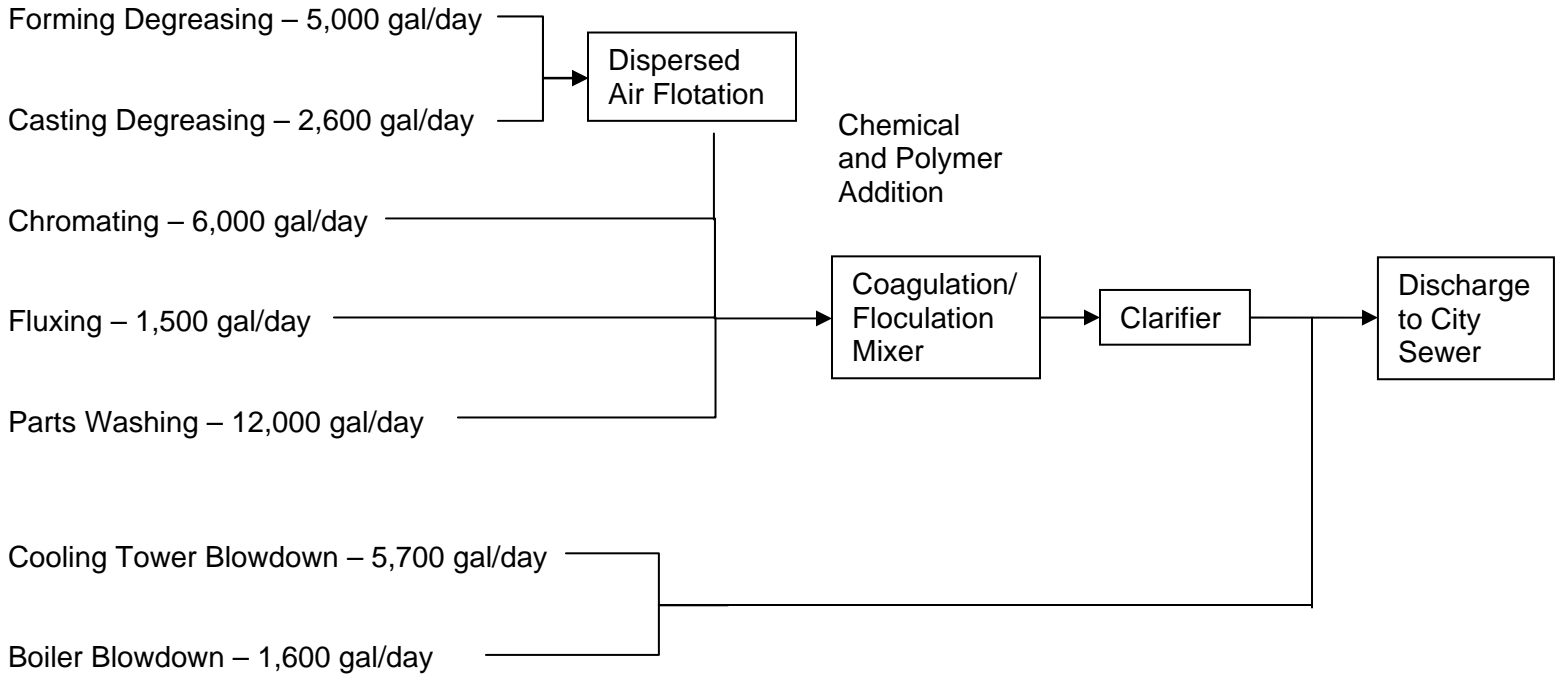 Forming Degreasing – 5,000 gal/day
Dispersed
Air Flotation
Casting Degreasing – 2,600 gal/day
Chemical
and Polymer
Addition
Chromating – 6,000 gal/day
Coagulation/
Floculation
Mixer
Clarifier
Discharge
to City
Sewer
Fluxing – 1,500 gal/day
Parts Washing – 12,000 gal/day
Cooling Tower Blowdown – 5,700 gal/day
Boiler Blowdown – 1,600 gal/day